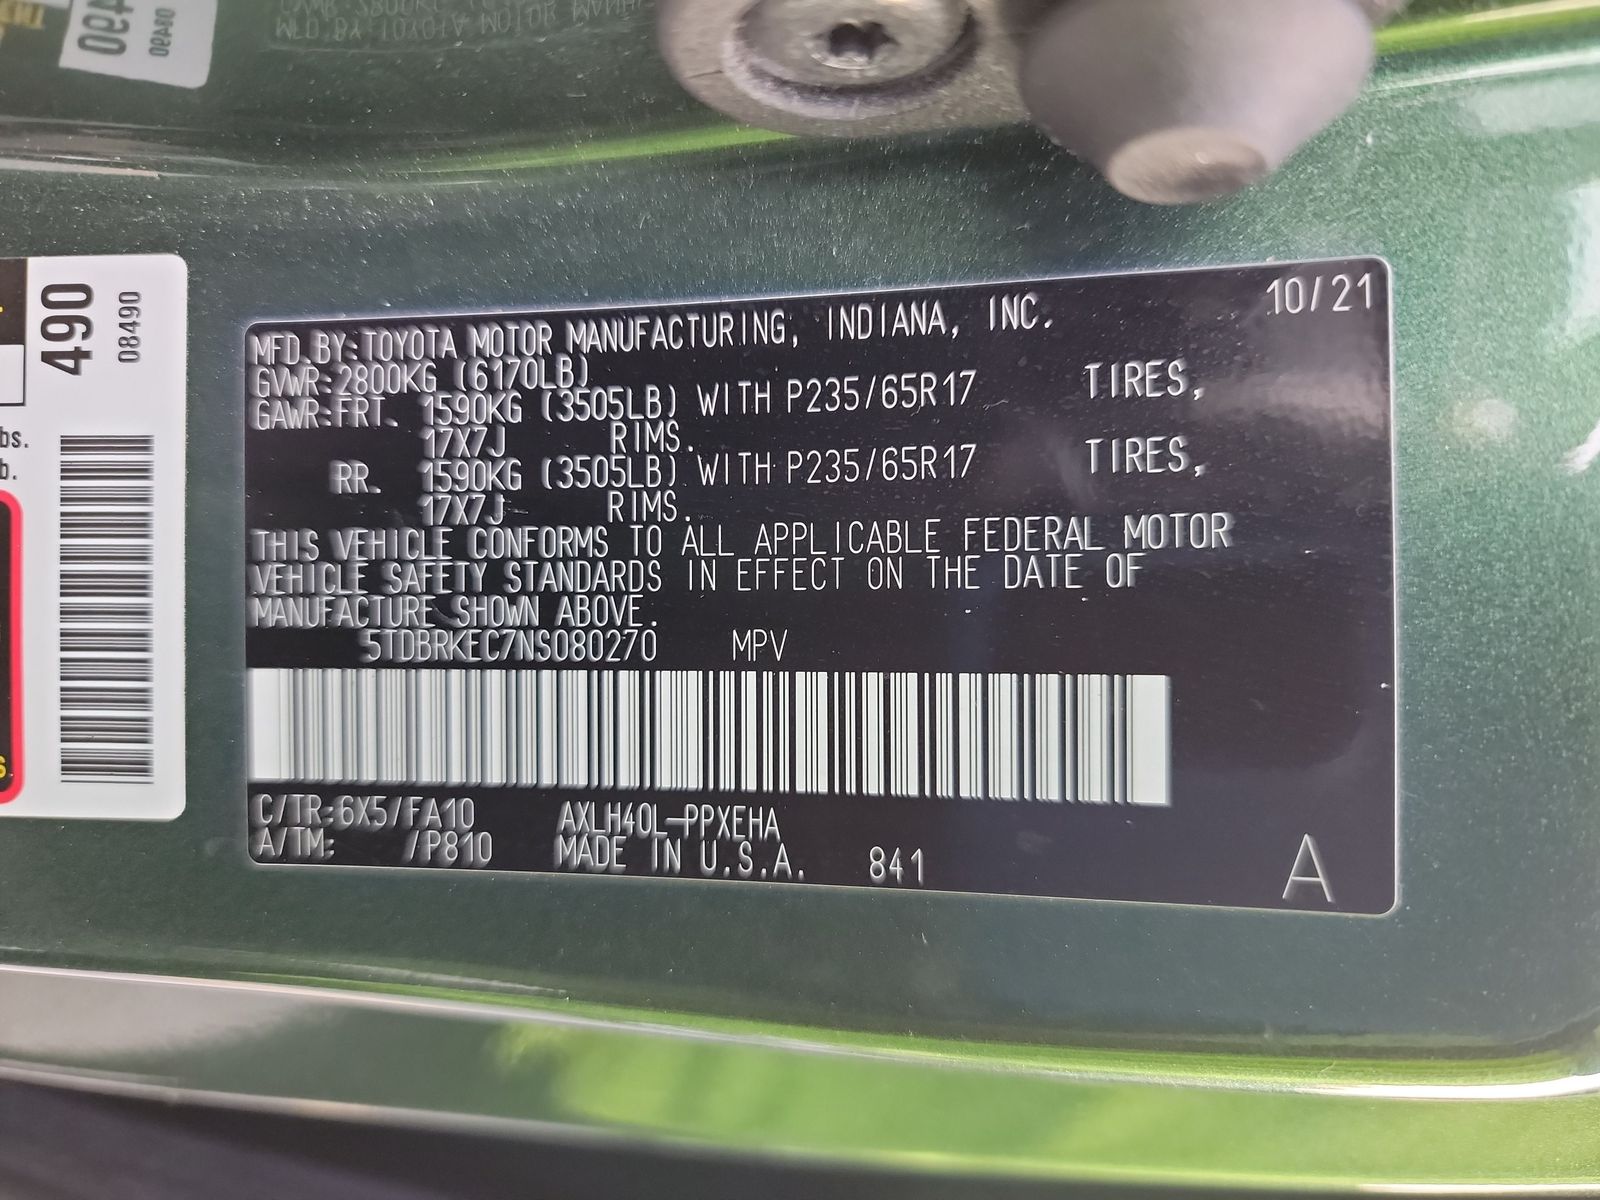 490
08490
490
08490
bs.
b.
10/21
MFD.BY:TOYOTA MOTOR MANUFACTURING, INDIANA, INC.
GVWR:2800KG (6170LB)
GAWR:FRT. 1590KG (3505LB) WITH P235/65R17 TIRES,
17X7J RIMS.
RR. 1590KG (3505LB) WITH P235/65R17 TIRES,
17X7J RIMS.
THIS VEHICLE CONFORMS TO ALL APPLICABLE FEDERAL MOTOR
VEHICLE SAFETY STANDARDS IN EFFECT ON THE DATE OF
MANUFACTURE SHOWN ABOVE.
5TDBRKEC7NS080270 MPV
C/TR:6X5/FA10 AXLH40L-PPXEHA
A/TM: /P810 MADE IN U.S.A. 841
A